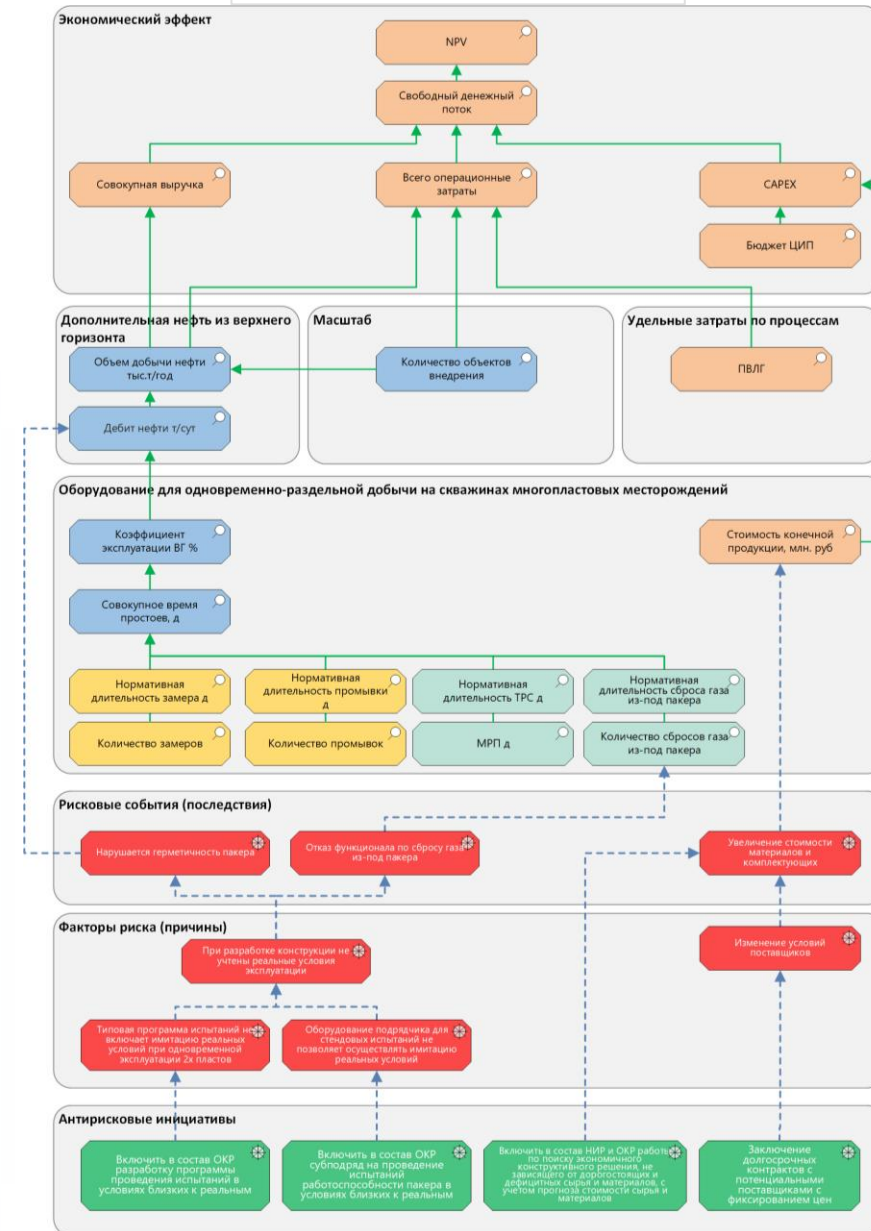 Экономический эффект
NPV
Свободный денежный
поток
Совокупная выручка
Всего операционные
затраты
CAPEX
Бюджет ЦИП
Дополнительная нефть из верхнего
горизонта
Объем добычи нефти
тыс.т/год
Дебит нефти т/сут
Масштаб
Количество объектов
внедрения
Удельные затраты по процессам
ПВЛГ
Оборудование для одновременно-раздельной добычи на скважинах многопластовых месторождений
Коэффициент
эксплуатации ВГ %
Стоимость конечной
продукции, млн. руб
Совокупное время
простоев, д
Нормативная
длительность замера д
Нормативная
длительность промывки
д
Нормативная
длительность ТРС д
Нормативная
длительность сброса газа
из-под пакера
Количество замеров
Количество промывок
МРП д
Количество сбросов газа
из-под пакера
Рисковые события (последствия)
Нарушается герметичность пакера
Отказ функционала по сбросу газа
из-под пакера
Увеличение стоимости
материалов и
комплектующих
Факторы риска (причины)
При разработке конструкции не
учтены реальные условия
эксплуатации
Изменение условий
поставщиков
Типовая программа испытаний не
включает имитацию реальных
условий при одновременной
эксплуатации 2х пластов
Оборудование подрядчика для
стендовых испытаний не
позволяет осуществлять имитацию
реальных условий
Антирисковые инициативы
Включить в состав ОКР
разработку программы
проведения испытаний в
условиях близких к реальным
Включить в состав ОКР
субподряд на проведение
испытаний
работоспособности пакера в
условиях близких к реальным
Включить в состав НИР и ОКР работы
по поиску экономичного
конструктивного решения, не
зависящего от дорогостоящих и
дефицитных сырья и материалов, с
учетом прогноза стоимости сырья и
материалов
Заключение
долгосрочных
контрактов с
потенциальными
поставщиками с
фиксированием цен